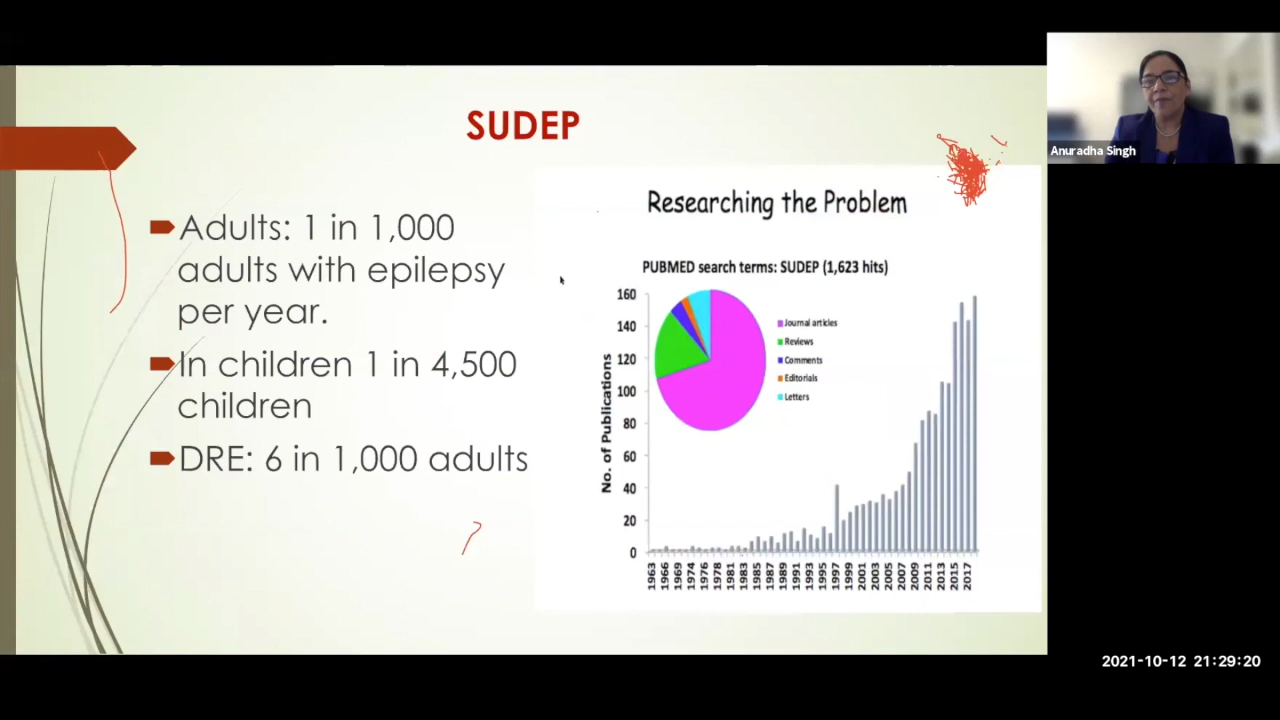 SUDEP
Adults: 1 in 1,000
adults with epilepsy
per year.
In children 1 in 4,500
children
DRE: 6 in 1,000 adults
Researching the Problem
PUBMED search terms: SUDEP (1,623 hits)
No. of Publications
160
140
120
100
80
60
40
20
0
Journal articles
Reviews
Comments
Editorials
Letters
1963
1966
1969
1974
1976
1978
1981
1983
1985
1987
1989
1991
1993
1995
1997
1999
2001
2003
2005
2007
2009
2011
2013
2015
2017
Anuradha Singh
2021-10-12 21:29:20